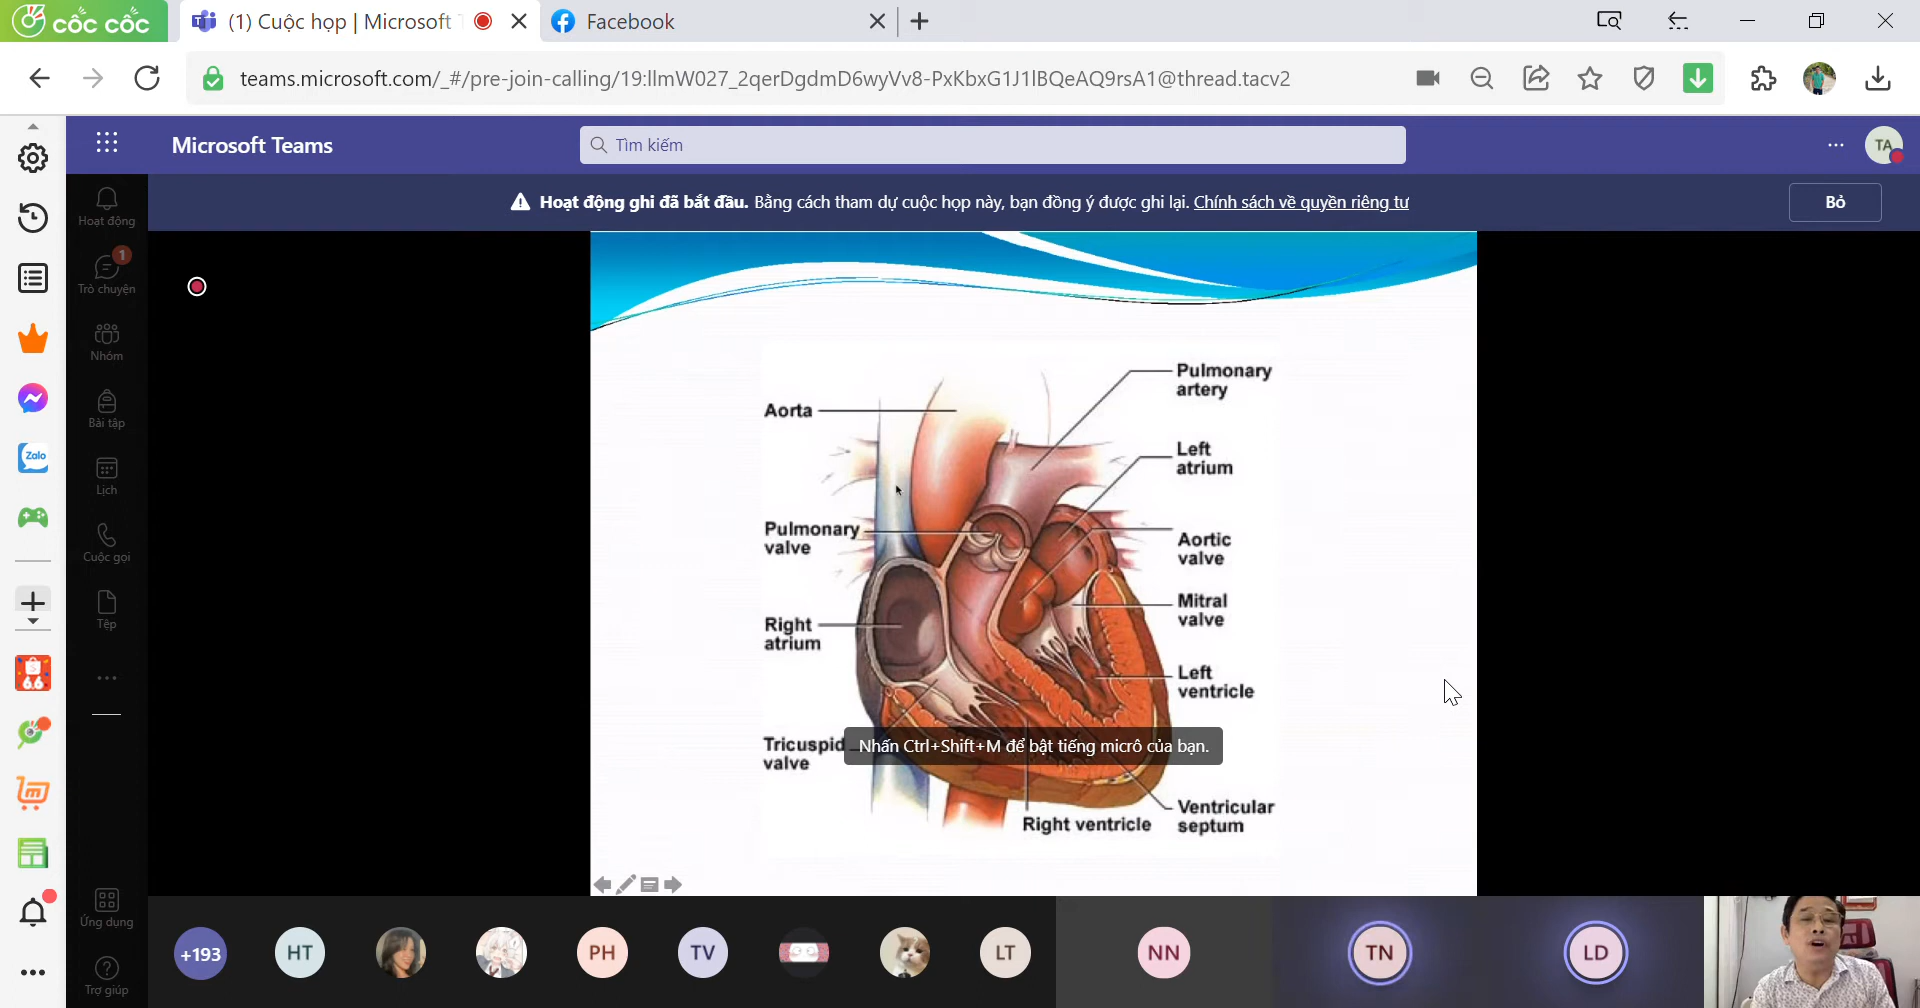 cốc cốc
(1) Cuộc họp | Microsoft T
Facebook
teams.microsoft.com/_#/pre-join-calling/19:llmW027_2qerDgdmD6wyVv8-PxKbxG1J1lBQeAQ9rsA1@thread.tacv2
Microsoft Teams
Tìm kiếm
TA
Hoạt động ghi đã bắt đầu. Bằng cách tham dự cuộc họp này, bạn đồng ý được ghi lại. Chính sách về quyền riêng tư
Bỏ
Hoạt động
1
Trò chuyện
Nhóm
Bài tập
Lịch
Cuộc gọi
Tệp
Ứng dụng
Trợ giúp
Zalo
6.6
Pulmonary
artery
Aorta
Left
atrium
Pulmonary
valve
Aortic
valve
Mitral
valve
Right
atrium
Left
ventricle
Tricuspid
valve
Nhấn Ctrl+Shift+M để bật tiếng micrô của bạn.
Ventricular
septum
Right ventricle
+193
HT
PH
TV
LT
NN
TN
LD